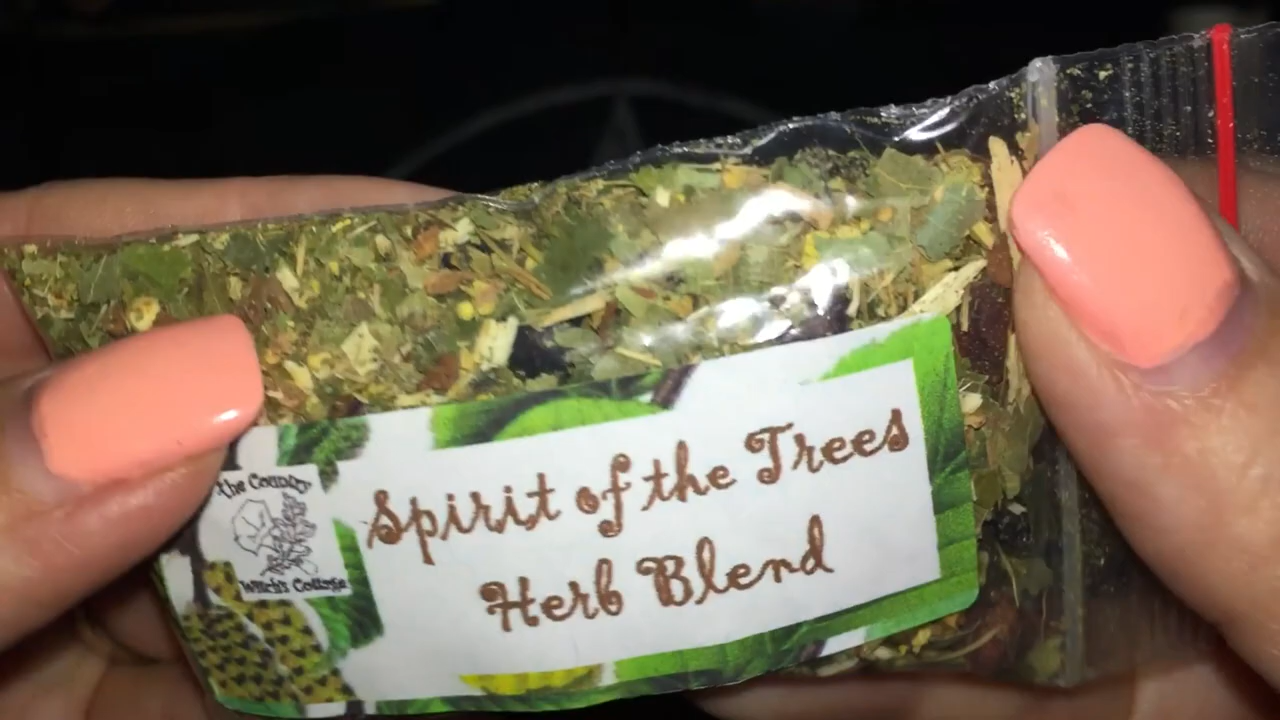 the Country
Witch's Cottage
Spirit of the Trees
Herb Blend